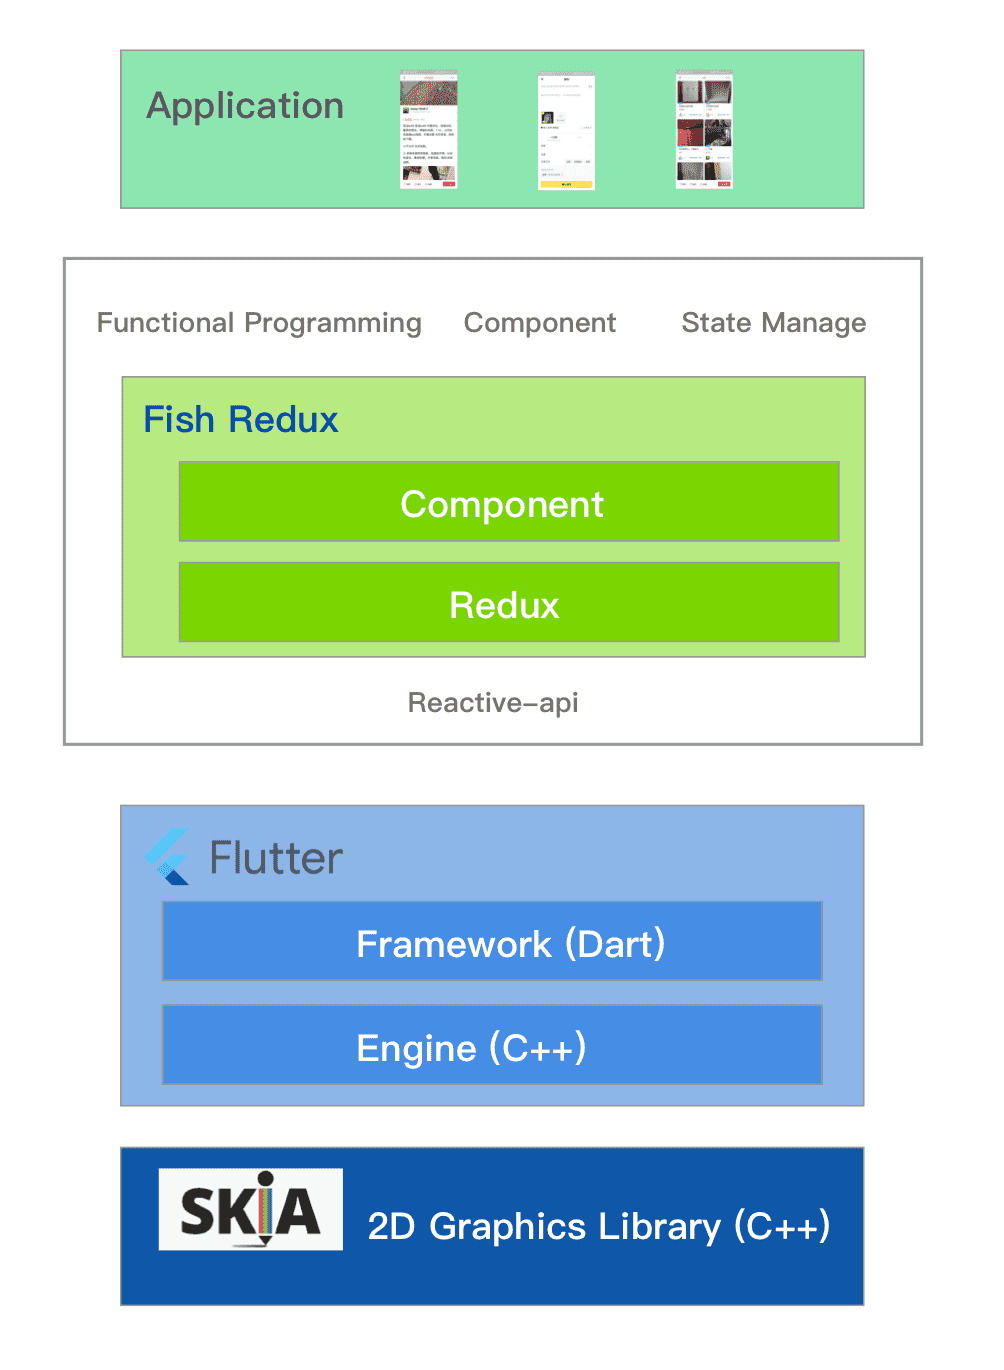 Application
Functional Programming Component State Manage
Fish Redux
Component
Redux
Reactive-api
Flutter
Framework (Dart)
Engine (C++)
SKiA
2D Graphics Library (C++)